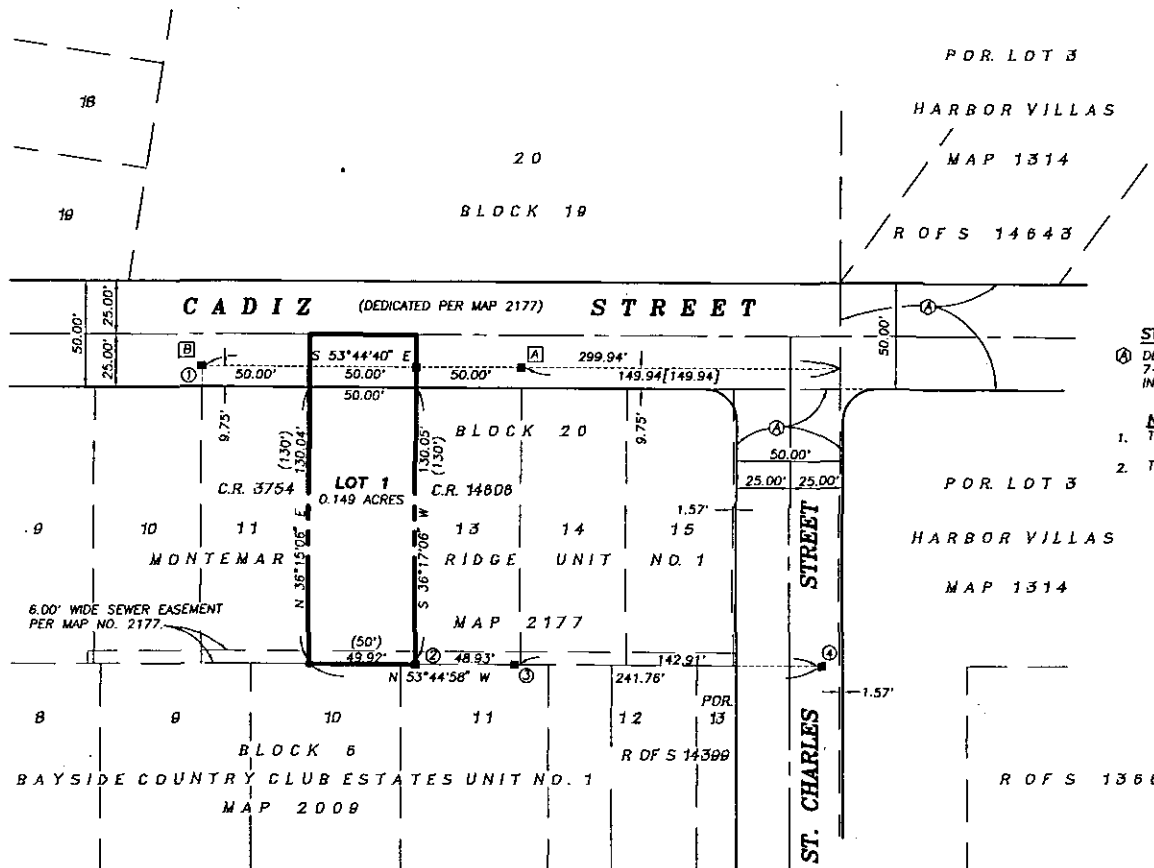 POR. LOT 3
HARBOR VILLAS
MAP 1314
R OF S 14643
18
19
20
BLOCK 19
CADIZ (DEDICATED PER MAP 2177) STREET
50.00'
25.00'
25.00'
B
1
S 53°44'40" E
A
299.94'
50.00'
50.00'
50.00'
149.94[149.94]
50.00'
50.00'
A
A
A
1.
2. T
9.75'
9.75'
BLOCK 20
(130')
130.04'
130.05'
(130')
LOT 1
0.149 ACRES
C.R. 3754
C.R. 14606
50.00'
25.00'
25.00'
1.57'
9
10
11
13
14
15
MONTEMAR RIDGE UNIT NO. 1
N 36°15'06" E
S 36°17'06" W
MAP 2177
POR. LOT 3
HARBOR VILLAS
MAP 1314
6.00' WIDE SEWER EASEMENT
PER MAP NO. 2177.
(50')
49.92'
2
48.93'
3
142.91'
4
N 53°44'58" W
241.76'
1.57'
8
9
10
11
12
POR.
13
BLOCK 6
R OF S 14399
BAYSIDE COUNTRY CLUB ESTATES UNIT NO. 1
MAP 2009
ST. CHARLES STREET
R OF S 136